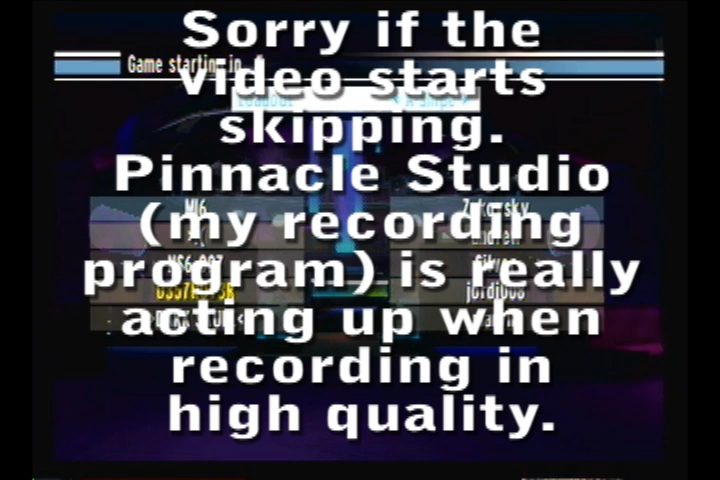 Sorry if the
Game starting in
video starts
skipping.
Pinnacle Studio
MI6
(my recording
program) is really
jordi008
acting up when
recording in
high quality.